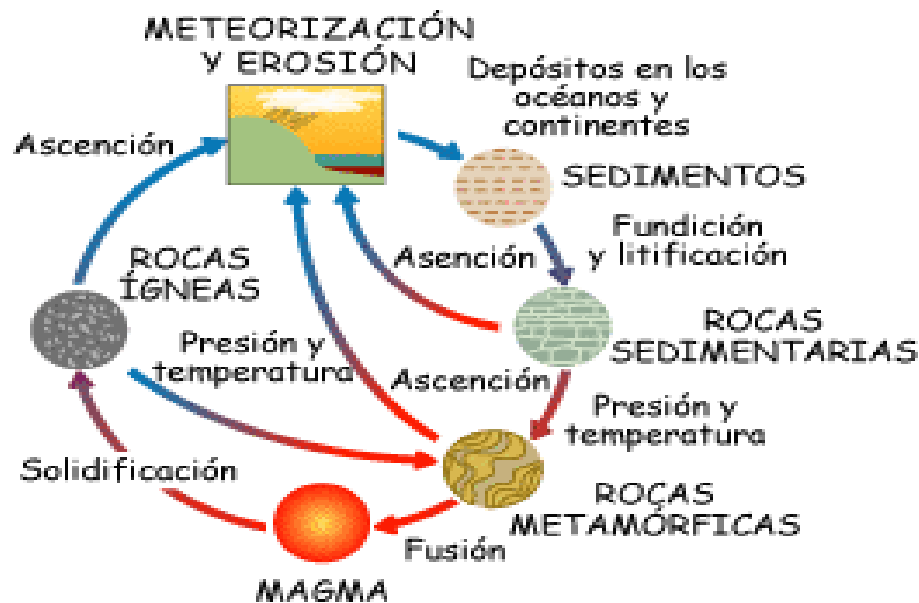 METEORIZACIÓN
Y EROSIÓN
Depósitos en los
océanos y
continentes
Ascención
SEDIMENTOS
Fundición
y litificación
Asención
ROCAS
ÍGNEAS
ROCAS
SEDIMENTARIAS
Presión y
temperatura
Ascención
Presión y
temperatura
Solidificación
ROCAS
METAMÓRFICAS
Fusión
MAGMA